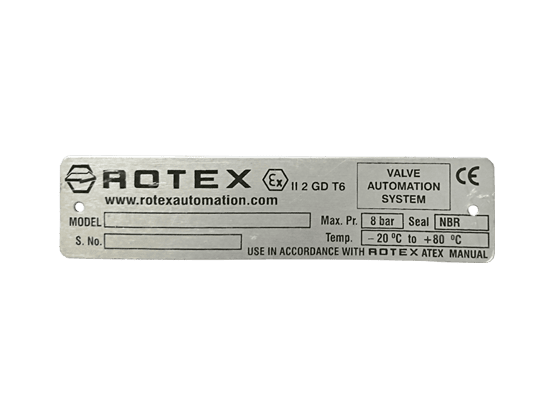 ROTEX Ex II 2 GD T6 VALVE AUTOMATION SYSTEM CE
www.rotexautomation.com
MODEL Max. Pr. 8 bar Seal NBR
S. No. Temp. – 20 ºC to +80 ºC
USE IN ACCORDANCE WITH ROTEX ATEX MANUAL